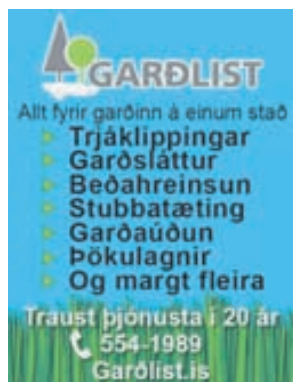 GARÐLIST
Allt fyrir garðinn á einum stað
Trjáklippingar
Garðsláttur
Beðahreinsun
Stubbatæting
Garðaúðun
Þökulagnir
Og margt fleira
Traust þjónusta í 20 ár
554-1989
Garðlist.is